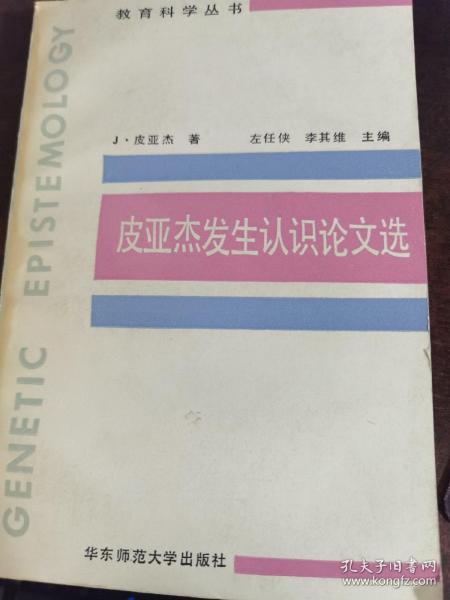 教育科学丛书
J·皮亚杰 著 左任侠 李其维 主编
皮亚杰发生认识论文选
GENETIC EPISTEMOLOGY
华东师范大学出版社
孔夫子旧书网
www.kongfz.com